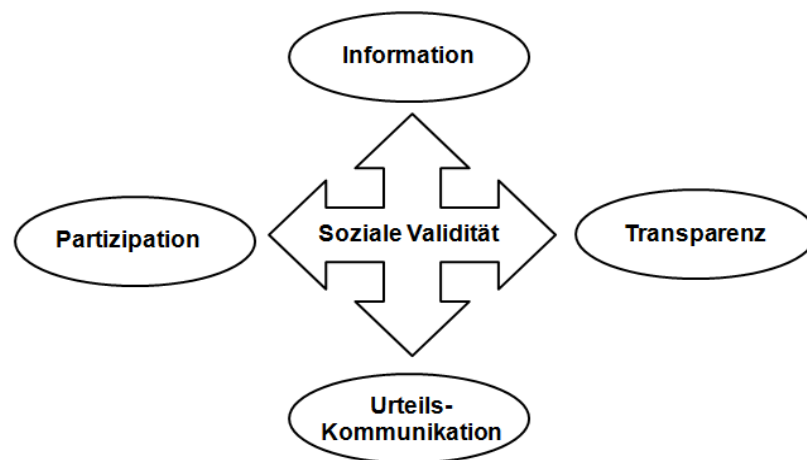 Information
Partizipation
Soziale Validität
Transparenz
Urteils-
Kommunikation